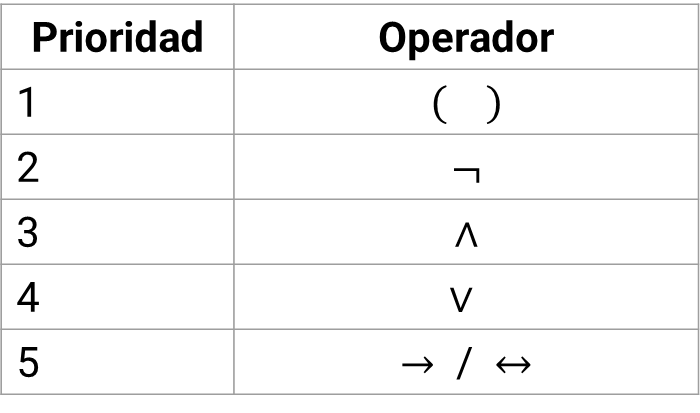 Prioridad Operador
1 ( )
2 ¬
3 ∧
4 ∨
5 → / ↔